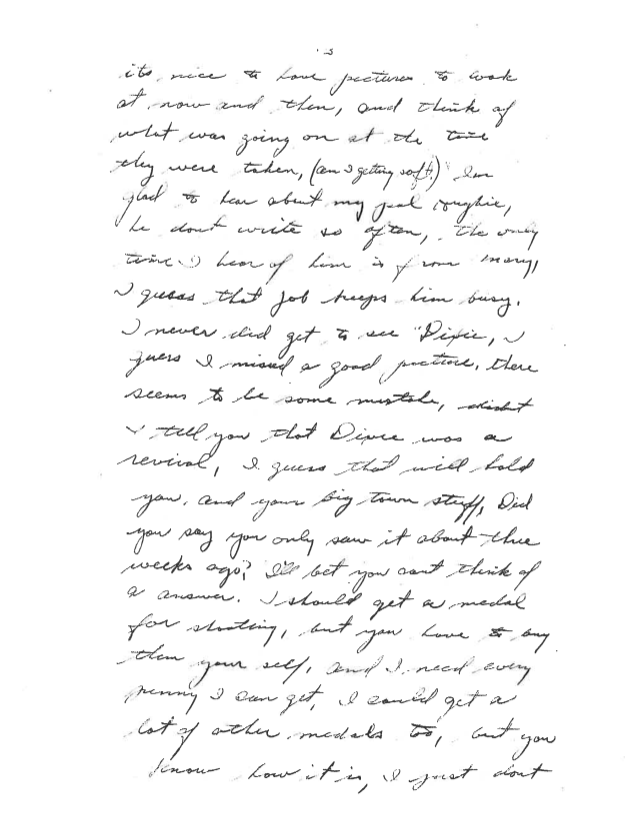 3
its nice to have pictures to look
at now and then, and think of
what was going on at the time
they were taken, (am I getting soft?) Im
glad to hear about my pal roughie,
he dont write so often, the only
time I hear of him is from mary,
I guess that job keeps him busy.
I never did get to see "Dixie, I
guess I missed a good picture, there
seems to be some mistake, didnt
I tell you that Dixie was a
revival, I guess that will hold
you, and your big town stuff, Did
you say you only saw it about three
weeks ago? I'll bet you cant think of
a answer. I should get a medal
for shooting, but you have to buy
them your self, and I need every
penny I can get, I could get a
lot of other medals too, but you
know how it is, I just dont